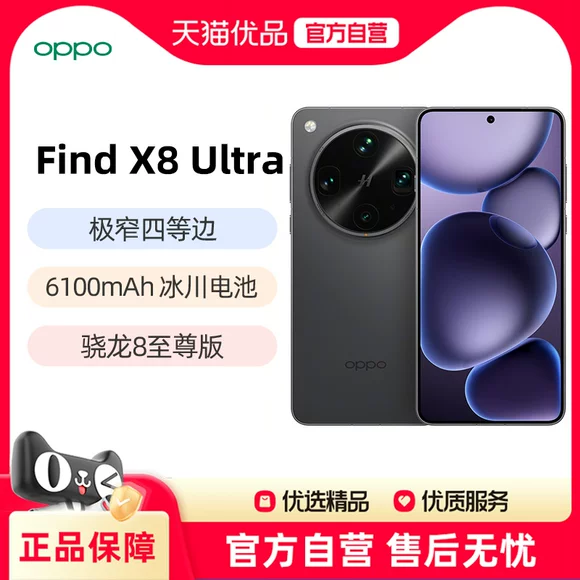 oppo
天猫优品 官方自营
Find X8 Ultra
极窄四等边
6100mAh 冰川电池
骁龙8至尊版
H
oppo
优选精品 优质服务
正品保障
官方自营 售后无忧